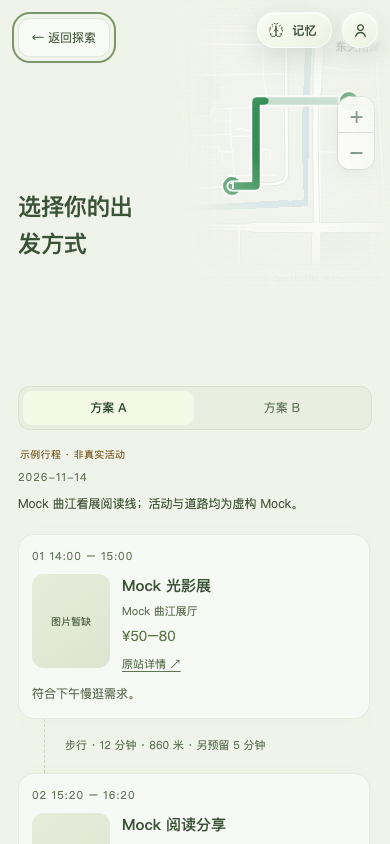 ← 返回探索
记忆
+
−
选择你的出
发方式
方案 A
方案 B
示例行程 · 非真实活动
2026-11-14
Mock 曲江看展阅读线；活动与道路均为虚构 Mock。
01 14:00 — 15:00
图片暂缺
Mock 光影展
Mock 曲江展厅
¥50—80
原站详情 ↗
符合下午慢逛需求。
步行 · 12 分钟 · 860 米 · 另预留 5 分钟
02 15:20 — 16:20
Mock 阅读分享